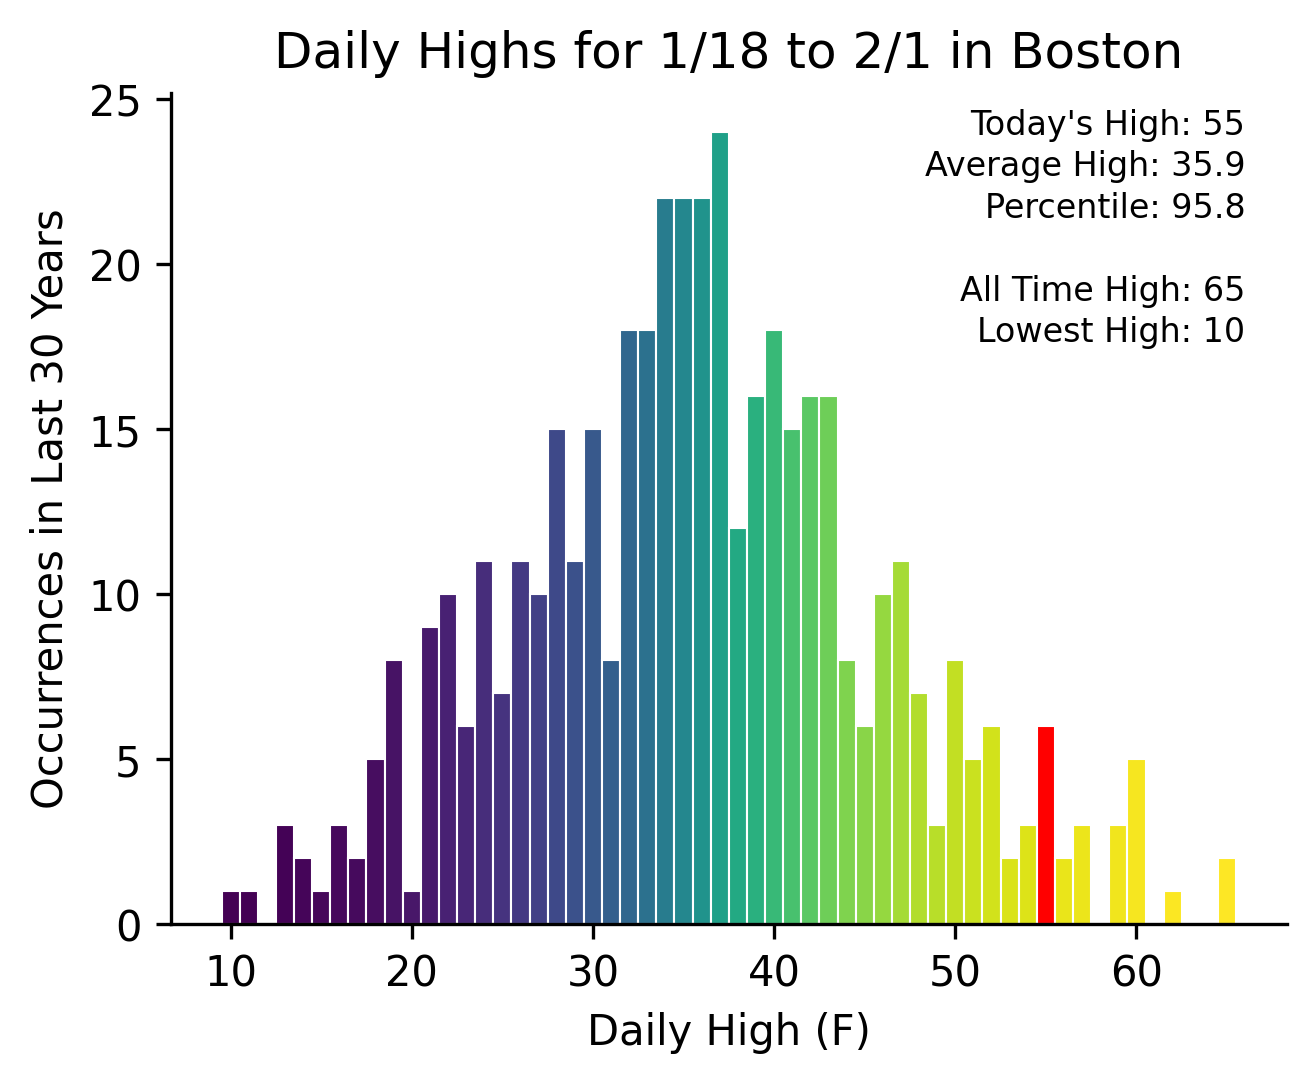 Daily Highs for 1/18 to 2/1 in Boston
Today's High: 55
Average High: 35.9
Percentile: 95.8
All Time High: 65
Lowest High: 10
Occurrences in Last 30 Years
25
20
15
10
5
0
10 20 30 40 50 60
Daily High (F)